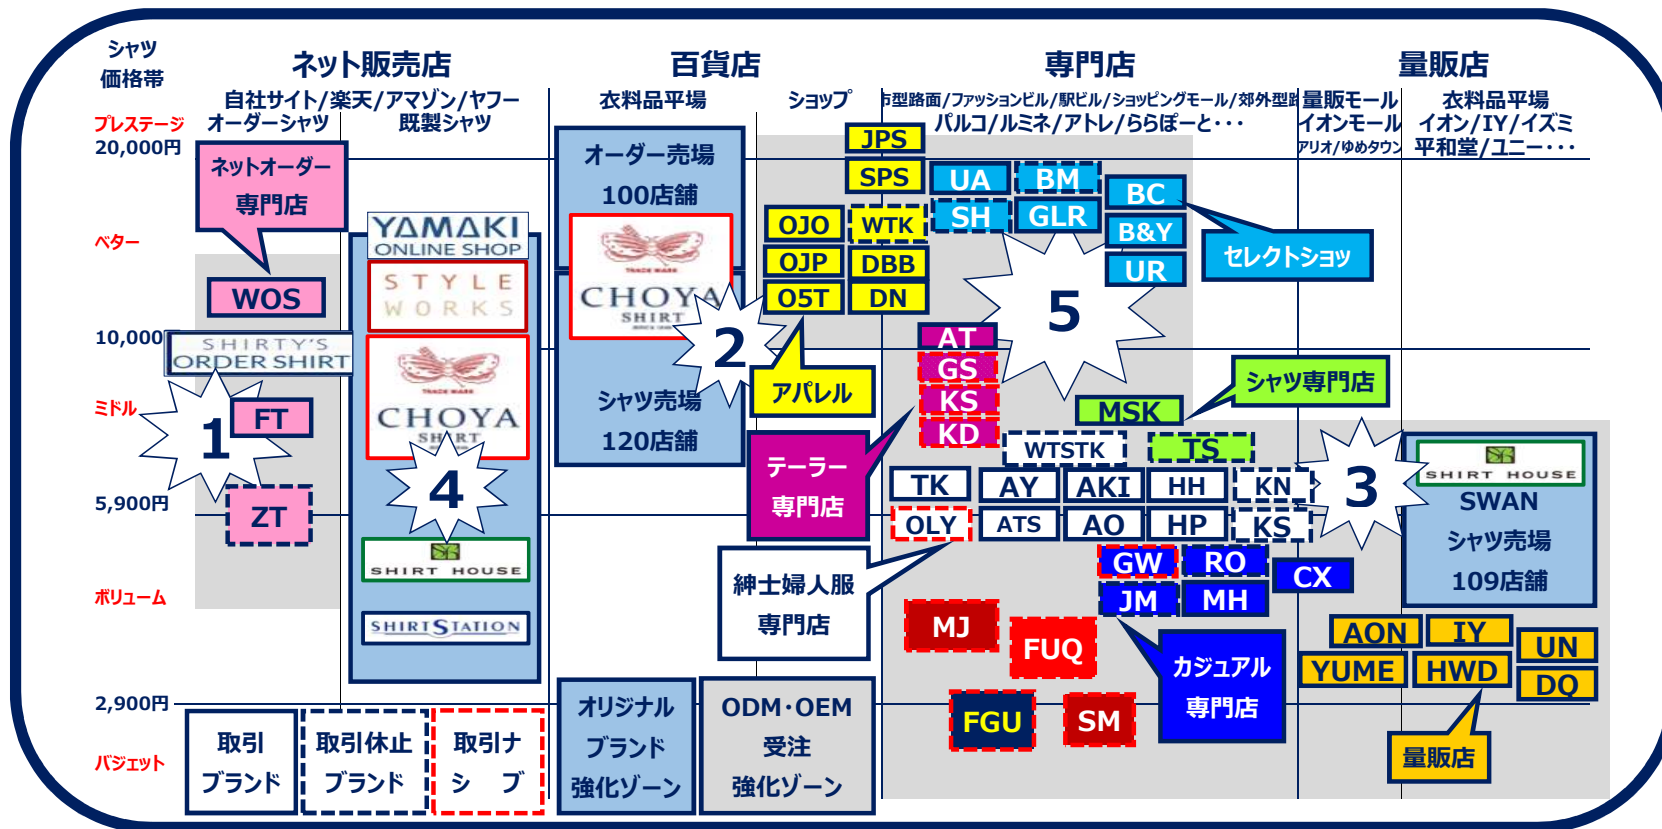 シャツ
価格帯
ネット販売店
百貨店
専門店
量販店
自社サイト/楽天/アマゾン/ヤフー
オーダーシャツ
既製シャツ
衣料品平場
ショップ
市型路面/ファッションビル/駅ビル/ショッピングモール/郊外型路
パルコ/ルミネ/アトレ/ららぽーと･･･
量販モール
イオンモール
アリオ/ゆめタウン
衣料品平場
イオン/IY/イズミ
平和堂/ユニー･･･
プレステージ
20,000円
ベター
10,000
ミドル
5,900円
ボリューム
2,900円
バジェット
ネットオーダー
専門店
WOS
SHIRTY'S
ORDER SHIRT
1
FT
ZT
YAMAKI
ONLINE SHOP
STYLE
WORKS
TRADE MARK
CHOYA
SHIRT
4
SHIRT HOUSE
SHIRTSTATION
オーダー売場
100店舗
TRADE MARK
CHOYA
SHIRT
SINCE 1886
2
シャツ売場
120店舗
JPS
SPS
OJO
WTK
OJP
DBB
O5T
DN
アパレル
UA
BM
BC
SH
GLR
B&Y
UR
セレクトショッ
5
AT
GS
KS
KD
テーラー
専門店
MSK
シャツ専門店
WTSTK
TS
TK
AY
AKI
HH
KN
OLY
ATS
AO
HP
KS
紳士婦人服
専門店
GW
RO
CX
JM
MH
カジュアル
専門店
MJ
FUQ
FGU
SM
3
SHIRT HOUSE
SWAN
シャツ売場
109店舗
AON
IY
UN
YUME
HWD
DQ
量販店
取引
ブランド
取引休止
ブランド
取引ナ
シ ブ
オリジナル
ブランド
強化ゾーン
ODM･OEM
受注
強化ゾーン